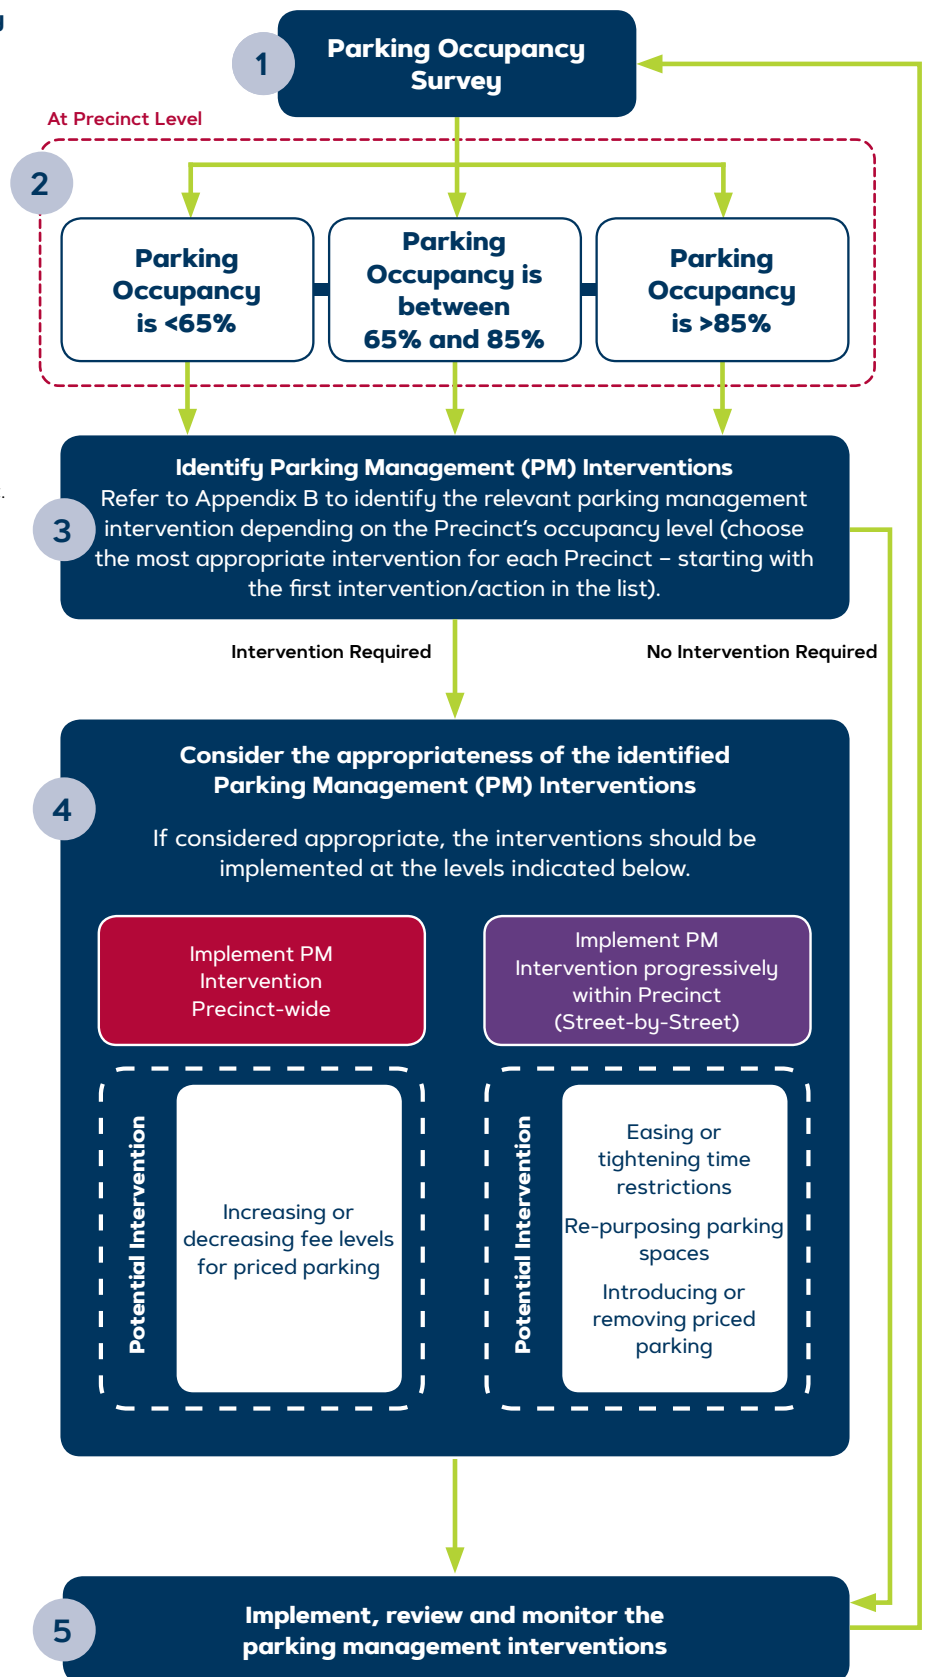 1
Parking Occupancy
Survey
At Precinct Level
2
Parking
Occupancy
is <65%
Parking
Occupancy is
between
65% and 85%
Parking
Occupancy
is >85%
3
Identify Parking Management (PM) Interventions
Refer to Appendix B to identify the relevant parking management
intervention depending on the Precinct's occupancy level (choose
the most appropriate intervention for each Precinct – starting with
the first intervention/action in the list).
Intervention Required
No Intervention Required
4
Consider the appropriateness of the identified
Parking Management (PM) Interventions
If considered appropriate, the interventions should be
implemented at the levels indicated below.
Implement PM
Intervention
Precinct-wide
Implement PM
Intervention progressively
within Precinct
(Street-by-Street)
Potential Intervention
Increasing or
decreasing fee levels
for priced parking
Potential Intervention
Easing or
tightening time
restrictions
Re-purposing parking
spaces
Introducing or
removing priced
parking
5
Implement, review and monitor the
parking management interventions